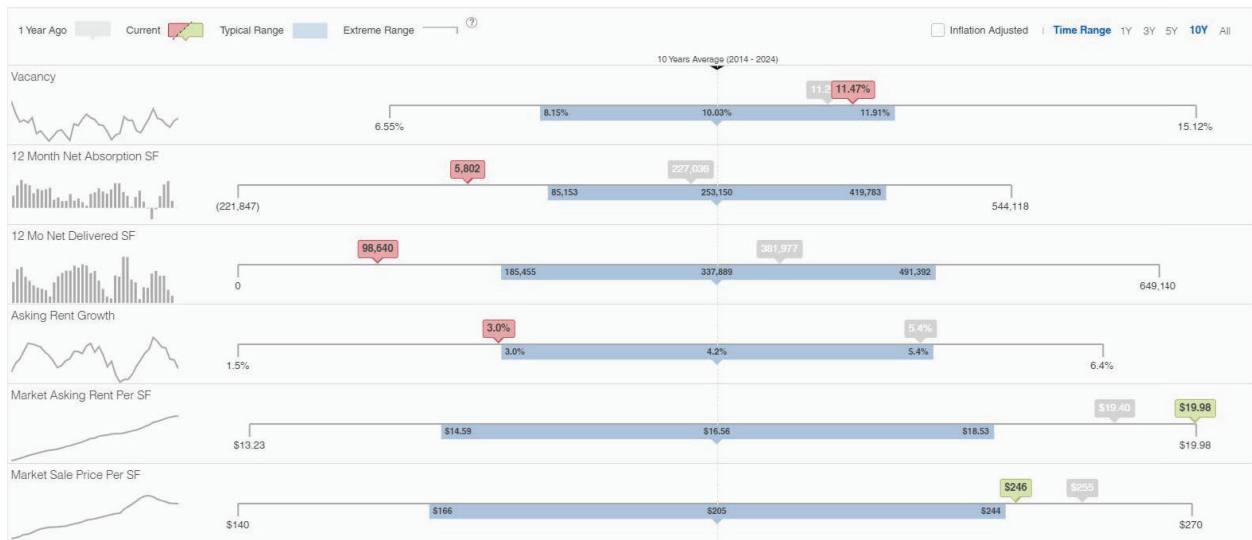 1 Year Ago Current Typical Range Extreme Range ? Inflation Adjusted Time Range 1Y 3Y 5Y 10Y All
10 Years Average (2014 - 2024)
Vacancy
11.2 11.47%
8.15% 10.03% 11.91%
6.55% 15.12%
12 Month Net Absorption SF
5,802 227,036
85,153 253,150 419,783
(221,847) 544,118
12 Mo Net Delivered SF
98,640 381,977
185,455 337,889 491,392
0 649,140
Asking Rent Growth
3.0% 5.4%
3.0% 4.2% 5.4%
1.5% 6.4%
Market Asking Rent Per SF
$19.40 $19.98
$14.59 $16.56 $18.53
$13.23 $19.98
Market Sale Price Per SF
$246 $255
$166 $205 $244
$140 $270